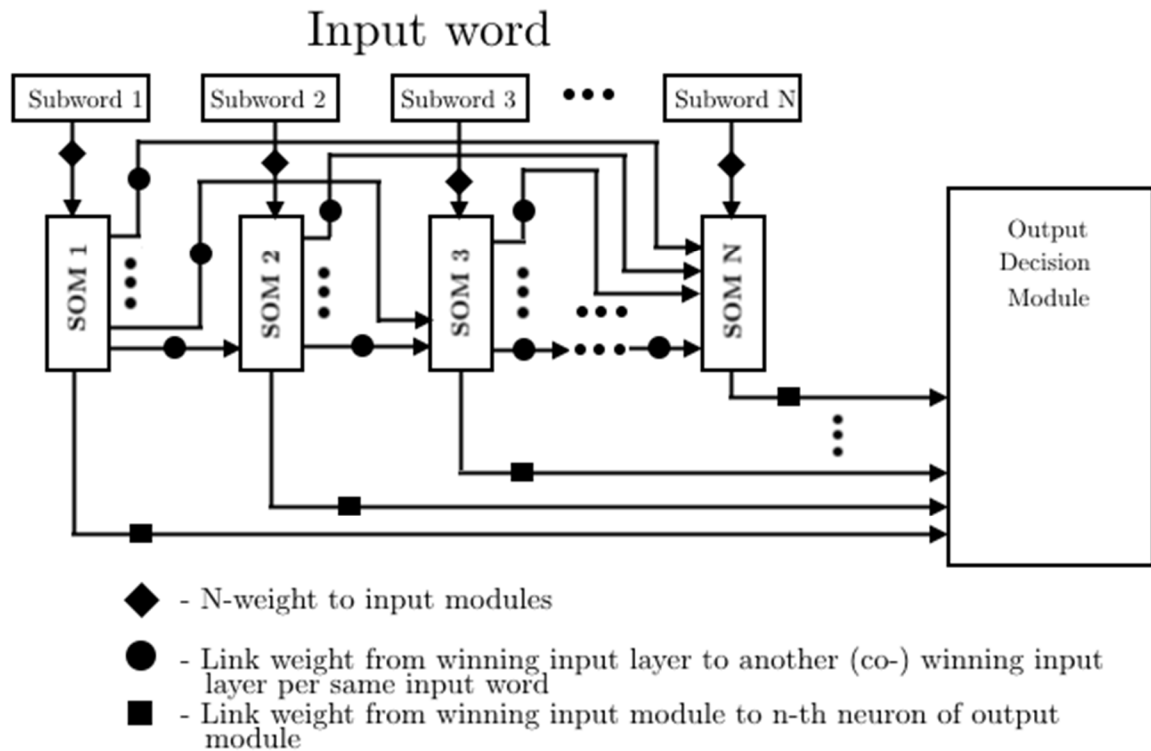 Input word
Subword 1
Subword 2
Subword 3
Subword N
SOM 1
SOM 2
SOM 3
SOM N
Output
Decision
Module
- N-weight to input modules
- Link weight from winning input layer to another (co-) winning input
layer per same input word
- Link weight from winning input module to n-th neuron of output
module